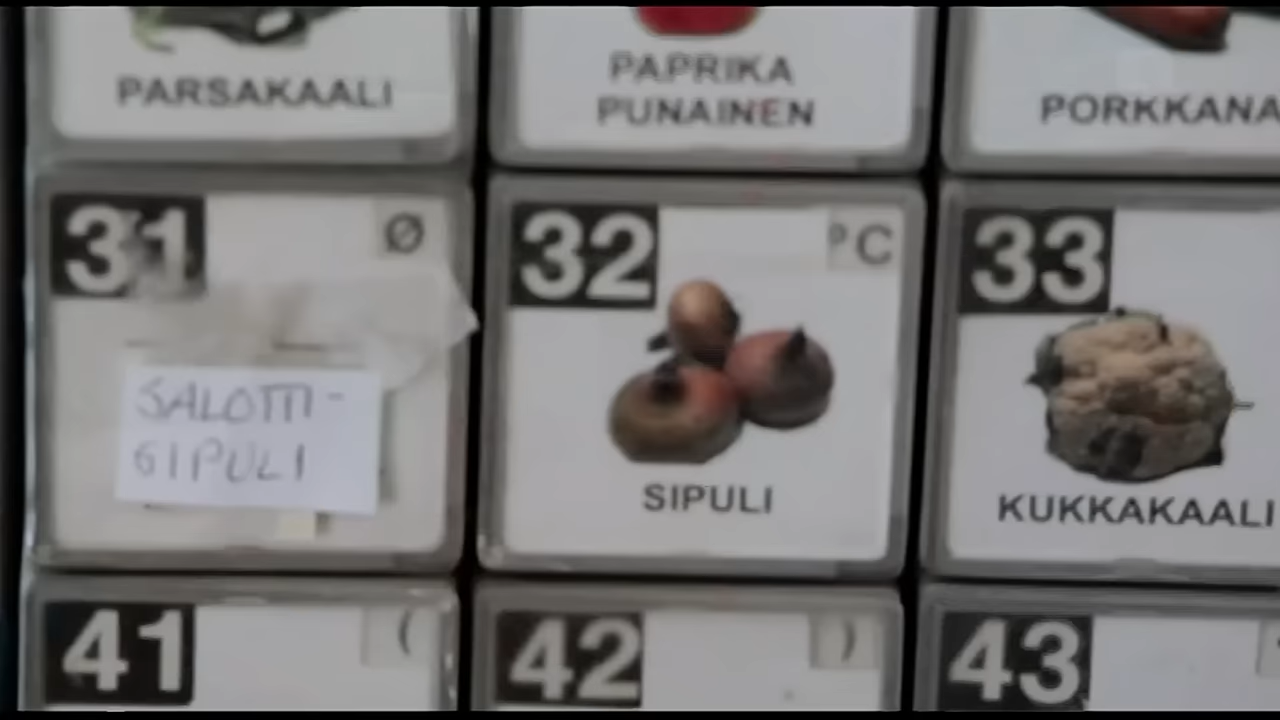 PARSAKAALI
PAPRIKA
PUNAINEN
PORKKANA
31 Ø
SALOTTI-
SIPULI
32 °C
SIPULI
33
KUKKAKAALI
41 (
42 )
43